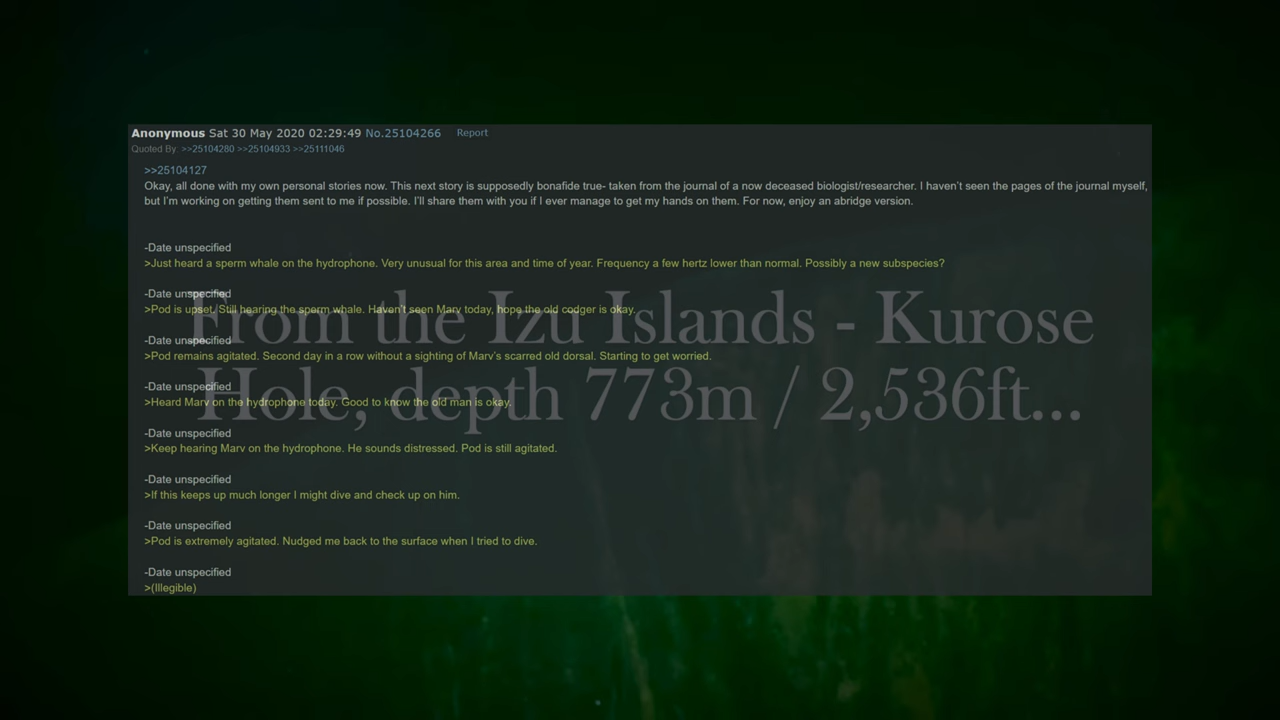 Anonymous Sat 30 May 2020 02:29:49 No.25104266 Report
Quoted By >>25104280 >>25104933 >>25111046
>>25104127
Okay, all done with my own personal stories now. This next story is supposedly bonafide true- taken from the journal of a now deceased biologist/researcher. I haven't seen the pages of the journal myself,
but I'm working on getting them sent to me if possible. I'll share them with you if I ever manage to get my hands on them. For now, enjoy an abridge version.
-Date unspecified
>Just heard a sperm whale on the hydrophone. Very unusual for this area and time of year. Frequency a few hertz lower than normal. Possibly a new subspecies?
-Date unspecified
>Pod is upset. Still hearing the sperm whale. Haven't seen Marv today, hope the old codger is okay.
-Date unspecified
>Pod remains agitated. Second day in a row without a sighting of Marv's scarred old dorsal. Starting to get worried.
-Date unspecified
>Heard Marv on the hydrophone today. Good to know the old man is okay.
-Date unspecified
>Keep hearing Marv on the hydrophone. He sounds distressed. Pod is still agitated.
-Date unspecified
>If this keeps up much longer I might dive and check up on him.
-Date unspecified
>Pod is extremely agitated. Nudged me back to the surface when I tried to dive.
-Date unspecified
>(Illegible)
From the Izu Islands - Kurose
Hole, depth 773m / 2,536ft...